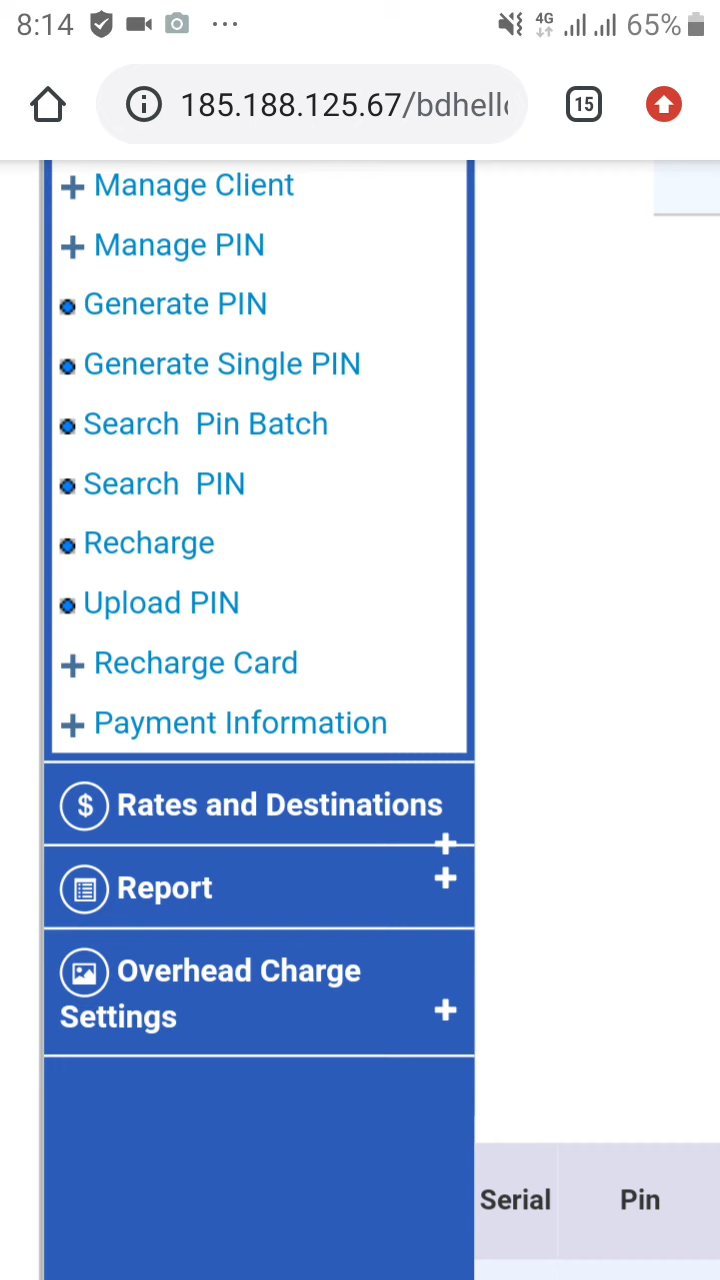 8:14 4G 65%
185.188.125.67/bdhell
15
Manage Client
Manage PIN
Generate PIN
Generate Single PIN
Search Pin Batch
Search PIN
Recharge
Upload PIN
Recharge Card
Payment Information
$ Rates and Destinations
Report
Overhead Charge
Settings
Serial Pin